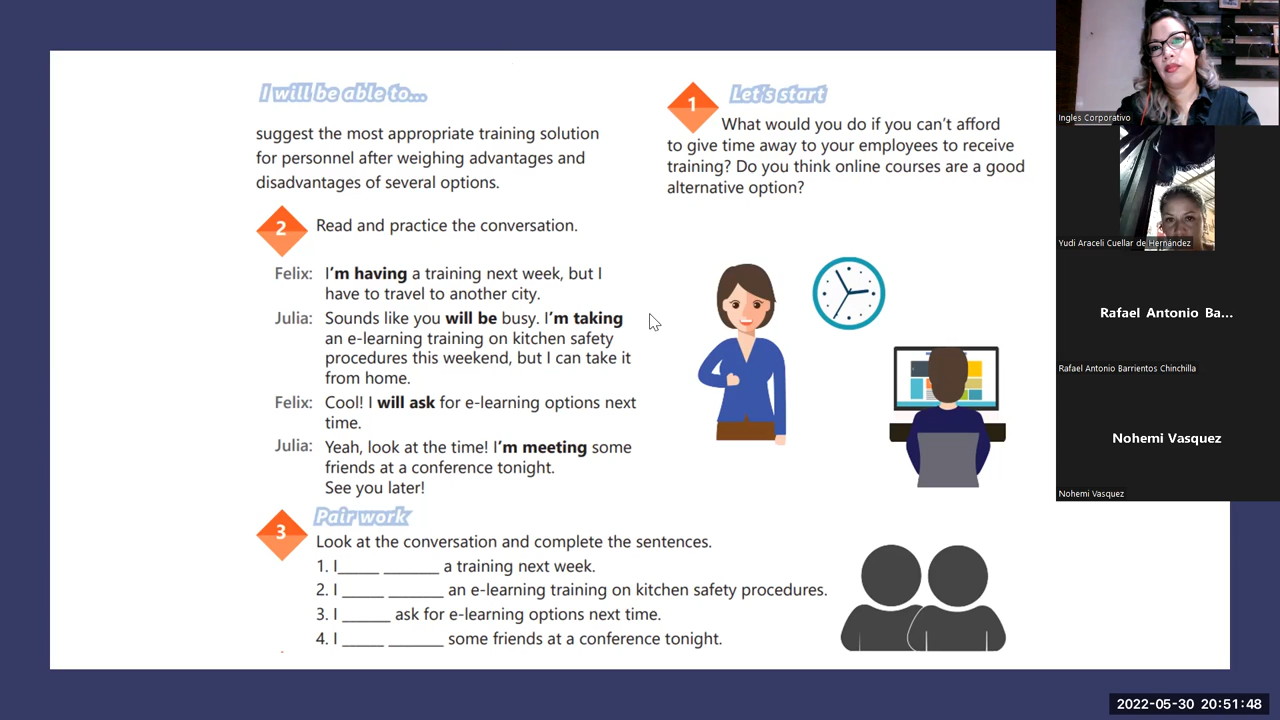 I will be able to...
suggest the most appropriate training solution
for personnel after weighing advantages and
disadvantages of several options.
1
Let's start
What would you do if you can't afford
to give time away to your employees to receive
training? Do you think online courses are a good
alternative option?
2
Read and practice the conversation.
Felix: I'm having a training next week, but I
have to travel to another city.
Julia: Sounds like you will be busy. I'm taking
an e-learning training on kitchen safety
procedures this weekend, but I can take it
from home.
Felix: Cool! I will ask for e-learning options next
time.
Julia: Yeah, look at the time! I'm meeting some
friends at a conference tonight.
See you later!
3
Pair work
Look at the conversation and complete the sentences.
1. I_____ _______ a training next week.
2. I _____ _______ an e-learning training on kitchen safety procedures.
3. I ______ ask for e-learning options next time.
4. I _____ _______ some friends at a conference tonight.
Ingles Corporativo
Yudi Araceli Cuellar de Hernández
Rafael Antonio Ba...
Rafael Antonio Barrientos Chinchilla
Nohemi Vasquez
Nohemi Vasquez
2022-05-30 20:51:48